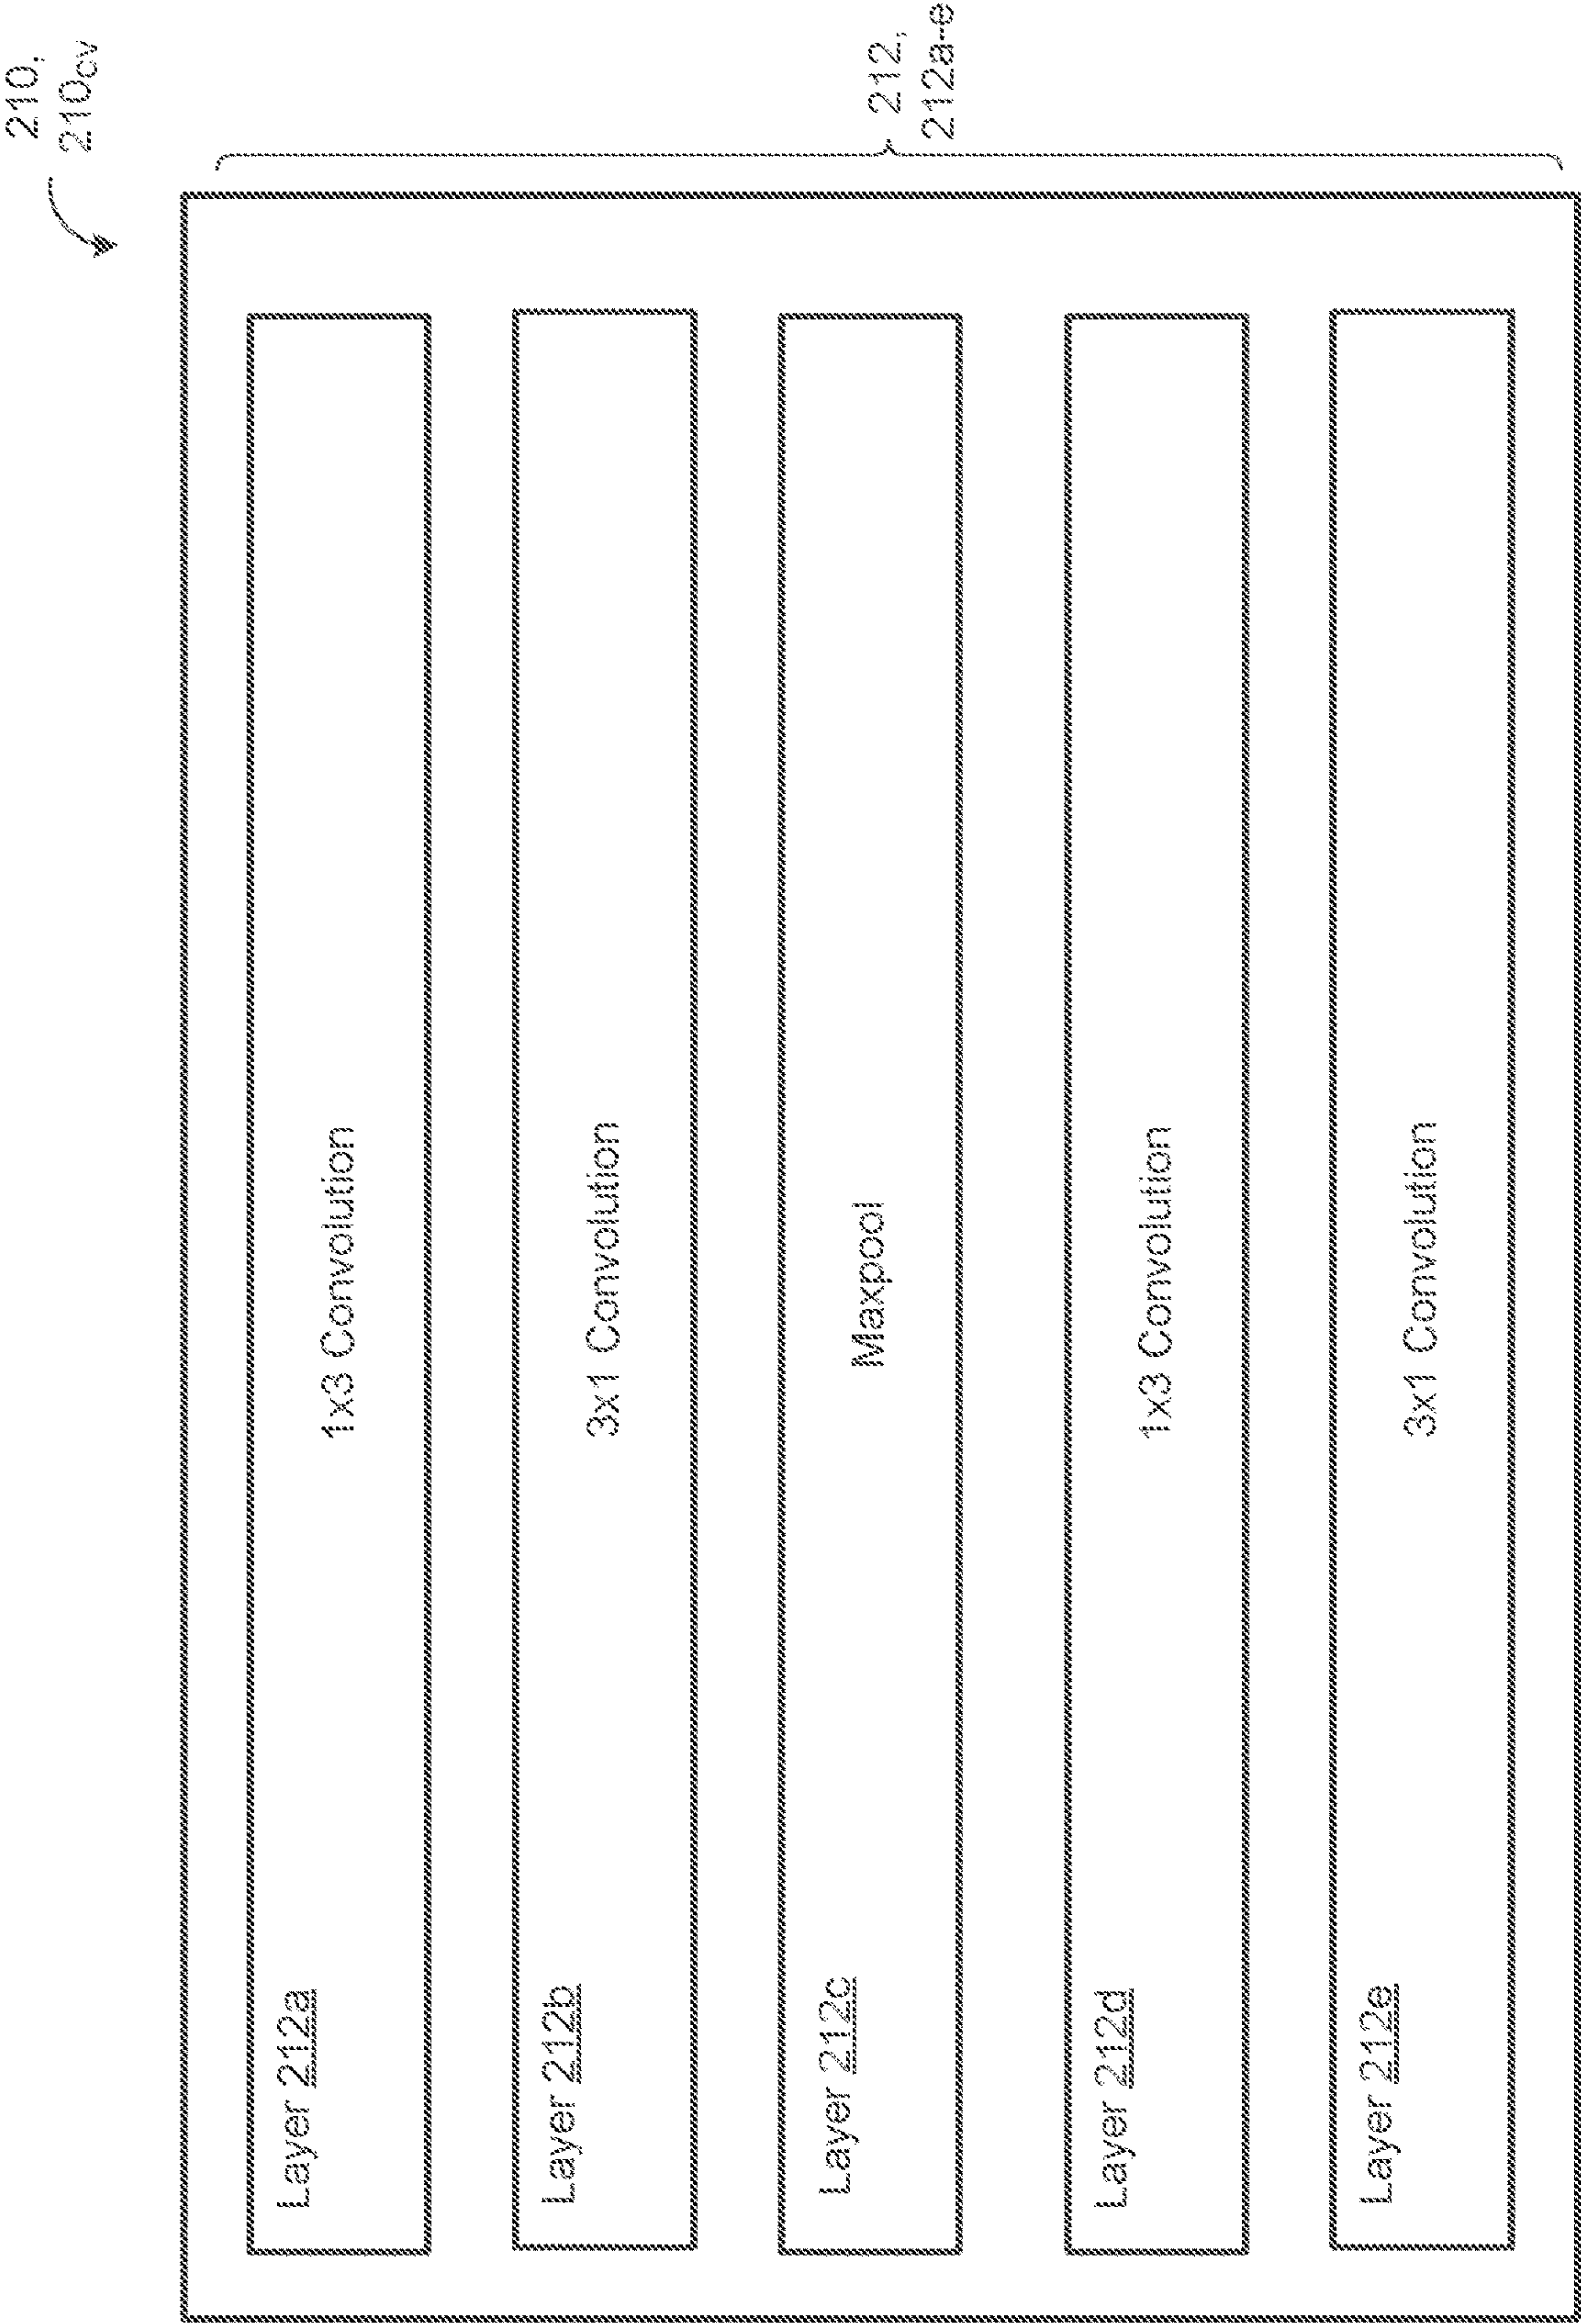 210,
210CV
Layer 212a
1x3 Convolution
Layer 212b
3x1 Convolution
Layer 212c
Maxpool
Layer 212d
1x3 Convolution
Layer 212e
3x1 Convolution
212,
212a-e